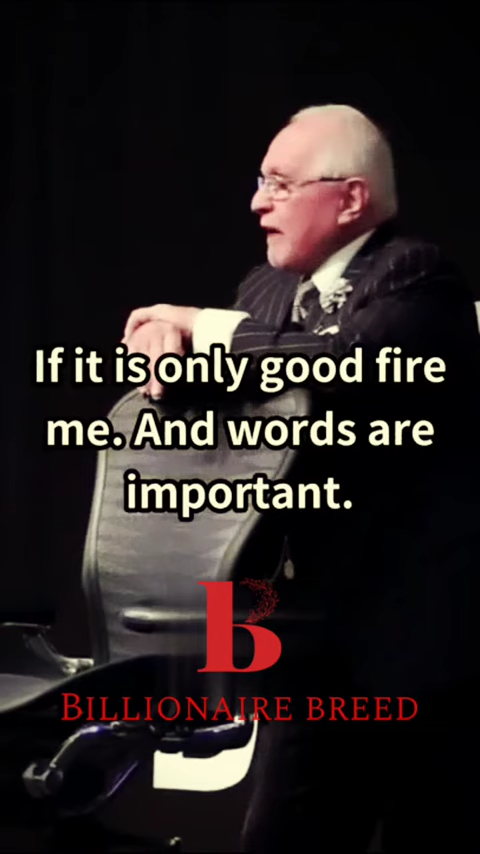 If it is only good fire
me. And words are
important.
b
BILLIONAIRE BREED